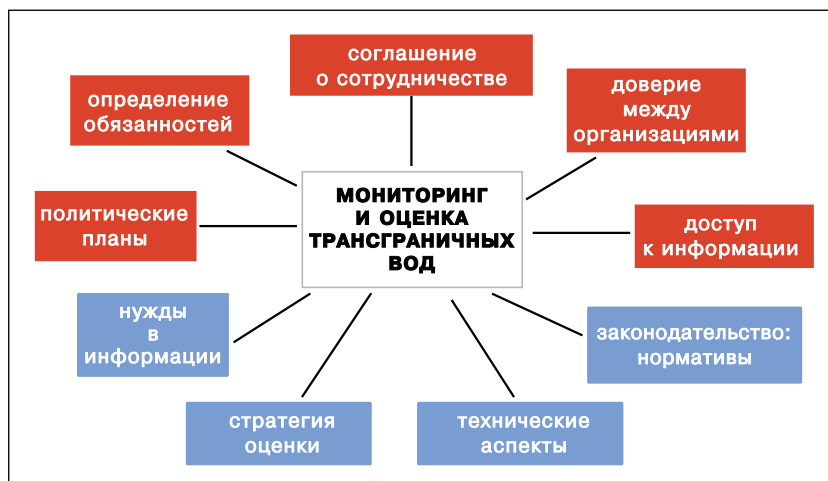 соглашение
о сотрудничестве
определение
обязанностей
доверие
между
организациями
политические
планы
МОНИТОРИНГ
И ОЦЕНКА
ТРАНСГРАНИЧНЫХ
ВОД
доступ
к информации
нужды
в
информации
законодательство:
нормативы
стратегия
оценки
технические
аспекты